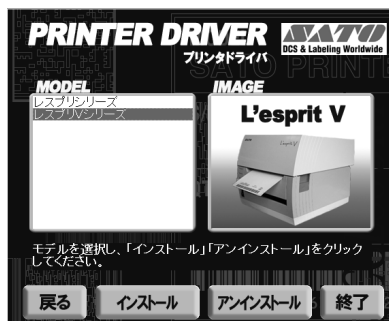 PRINTER DRIVER
SATO
DCS & Labeling Worldwide
プリンタドライバ
SATO PRINT
MODEL
IMAGE
レスプリシリーズ
レスプリVシリーズ
L'esprit V
モデルを選択し、「インストール」「アンインストール」をクリック
してください。
戻る
インストール
アンインストール
終了